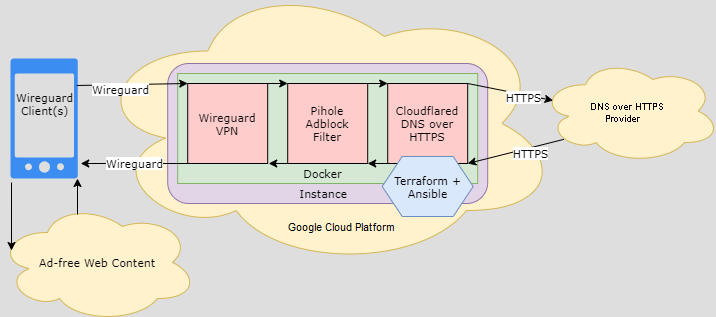 Wireguard
Client(s)
Wireguard
Wireguard
Wireguard
VPN
Pihole
Adblock
Filter
Cloudflared
DNS over
HTTPS
Docker
Instance
Terraform +
Ansible
Google Cloud Platform
HTTPS
HTTPS
DNS over HTTPS
Provider
Ad-free Web Content